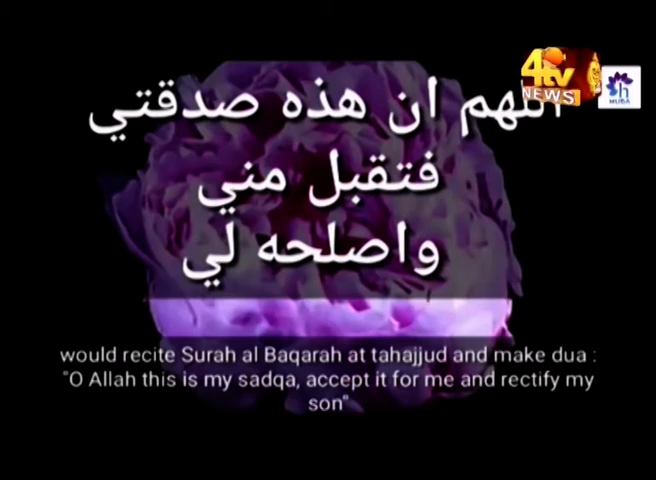 4tv
NEWS
h
MUBA
اللهم ان هذه صدقتي
فتقبل مني
واصلحه لي
would recite Surah al Baqarah at tahajjud and make dua :
"O Allah this is my sadqa, accept it for me and rectify my
son"